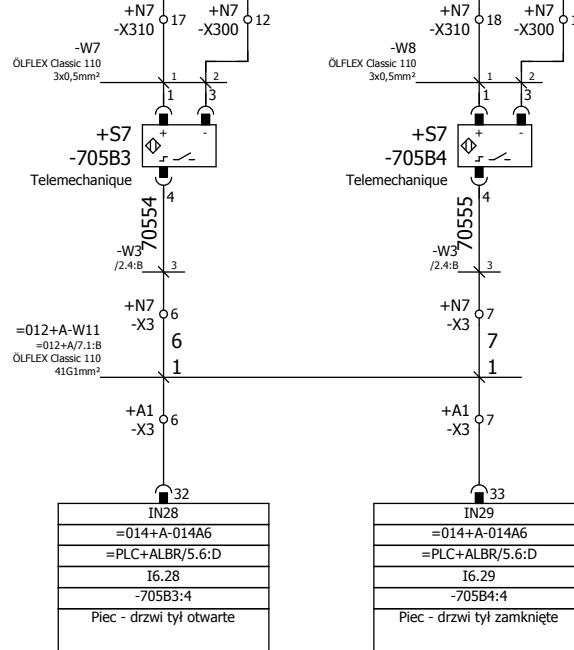 +N7
-X310
17
+N7
-X300
12
-W7
ÖLFLEX Classic 110
3x0,5mm²
1
2
1
3
+S7
-705B3
Telemechanique
+
-
4
70554
-W3
/2.4:B
3
+N7
-X3
6
=012+A-W11
=012+A/7.1:B
ÖLFLEX Classic 110
41G1mm²
6
1
+A1
-X3
6
32
IN28
=014+A-014A6
=PLC+ALBR/5.6:D
I6.28
-705B3:4
Piec - drzwi tył otwarte
+N7
-X310
18
+N7
-X300
-W8
ÖLFLEX Classic 110
3x0,5mm²
1
2
1
3
+S7
-705B4
Telemechanique
+
-
4
70555
-W3
/2.4:B
3
+N7
-X3
7
7
1
+A1
-X3
7
33
IN29
=014+A-014A6
=PLC+ALBR/5.6:D
I6.29
-705B4:4
Piec - drzwi tył zamknięte